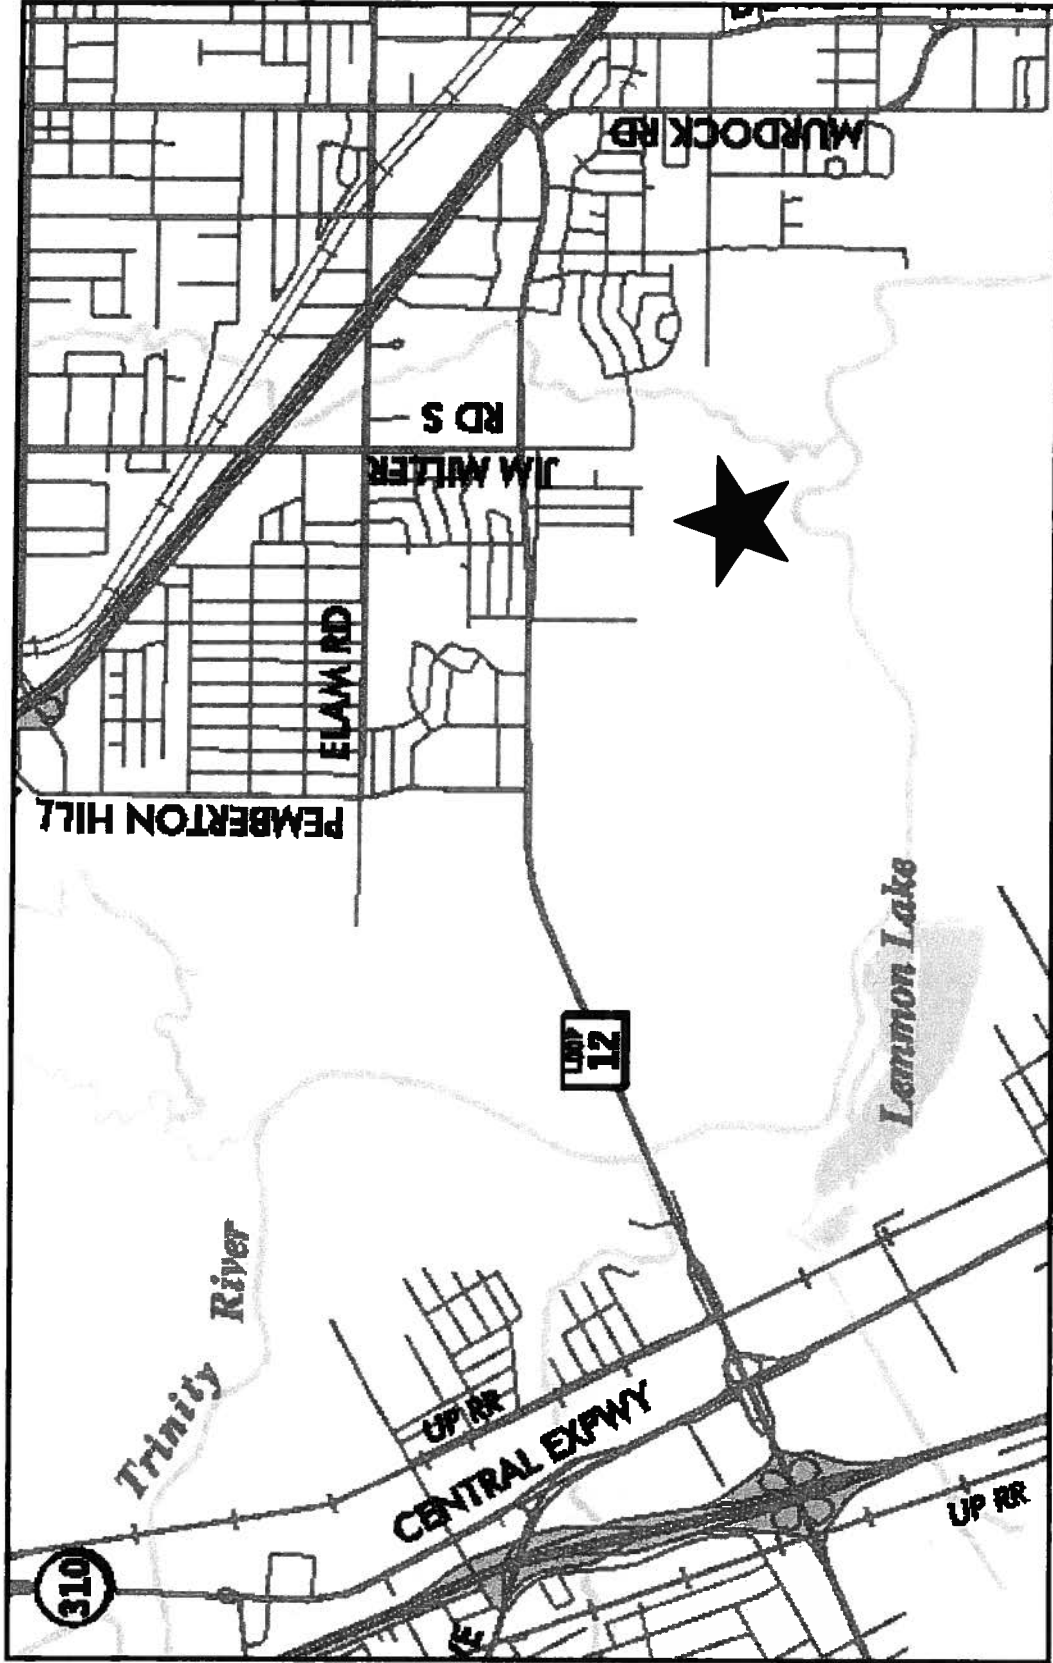 MURDOCK RD
JIM MILLER
RD S
ELAM RD
PEMBERTON HILL
LOOP
12
Lemmon Lake
Trinity
River
UP RR
CENTRAL EXPWY
UP RR
310